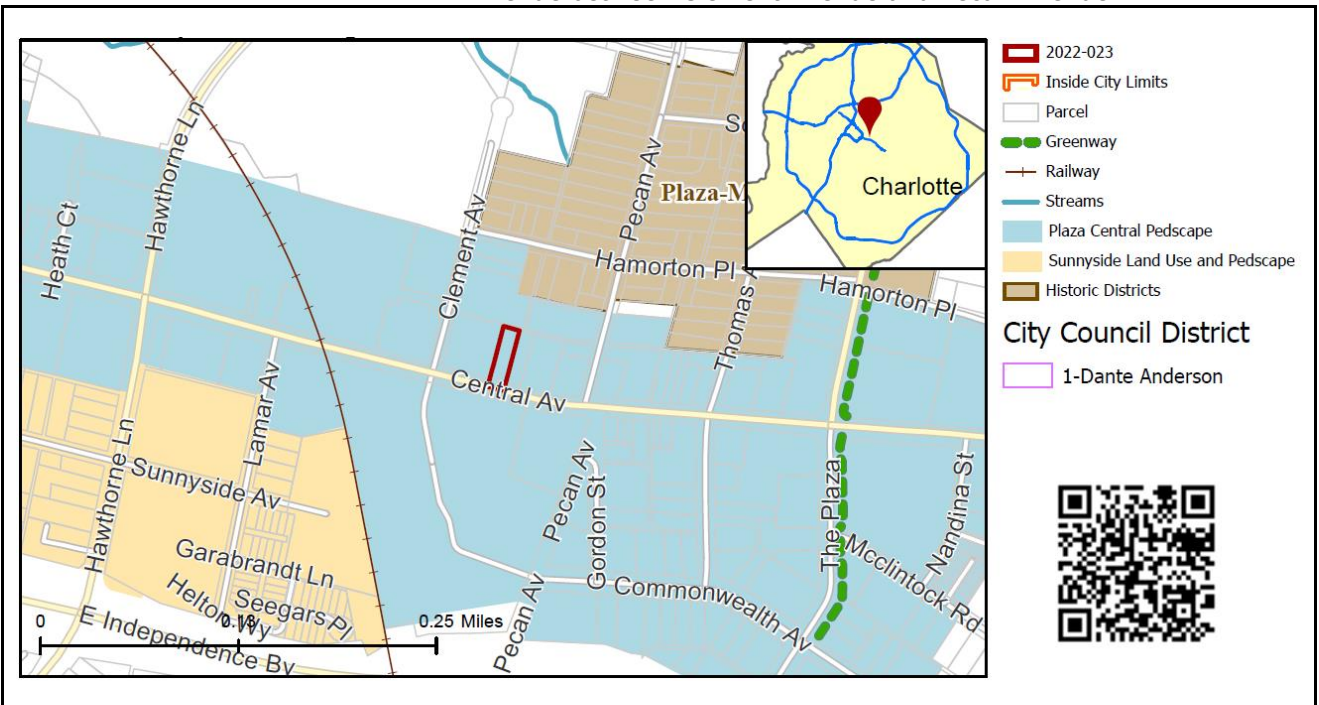 2022-023
Inside City Limits
Parcel
Greenway
Railway
Streams
Plaza Central Pedscape
Sunnyside Land Use and Pedscape
Historic Districts
City Council District
1-Dante Anderson
Charlotte
Hawthorne Ln
Heath Ct
Clement Av
Pecan Av
Plaza-M
Hamorton Pl
Hamorton Pl
Thomas
Central Av
Lamar Av
Sunnyside Av
Hawthorne Ln
Garabrandt Ln
Helton Wy
Seegars Pl
E Independence By
Pecan Av
Gordon St
Pecan Av
Commonwealth Av
The Plaza
Mcclintock Rd
Nandina St
0
0.25 Miles